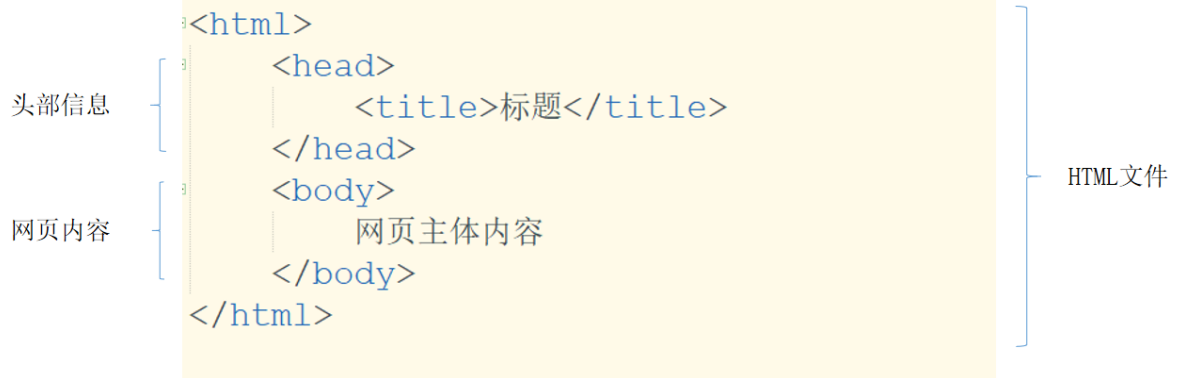 <html>
<head>
头部信息
<title>标题</title>
</head>
HTML文件
<body>
网页内容
网页主体内容
</body>
</html>